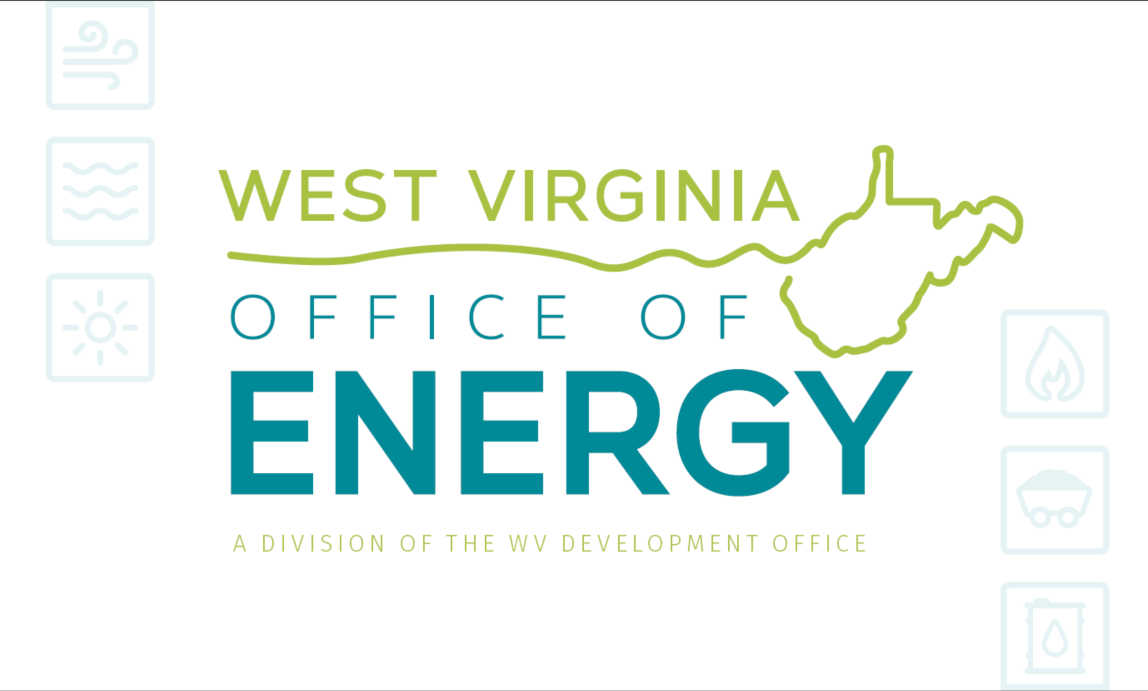 WEST VIRGINIA
OFFICE OF
ENERGY
A DIVISION OF THE WV DEVELOPMENT OFFICE